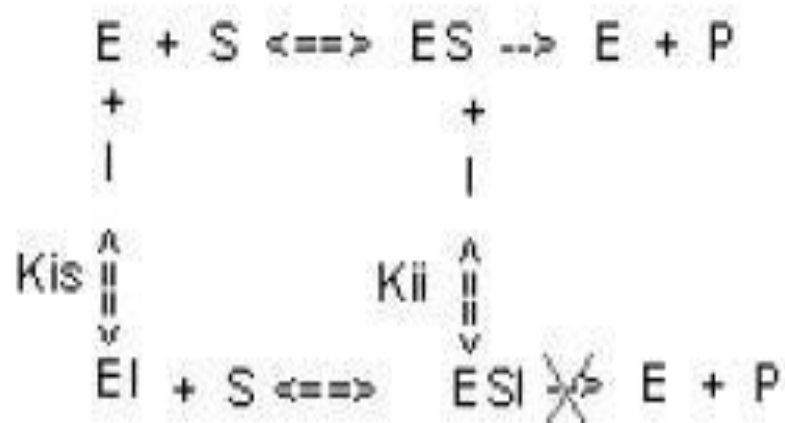 E + S <==> ES --> E + P
+ +
I I
Kis <==> Kii <==>
EI + S <==> ESI --> E + P